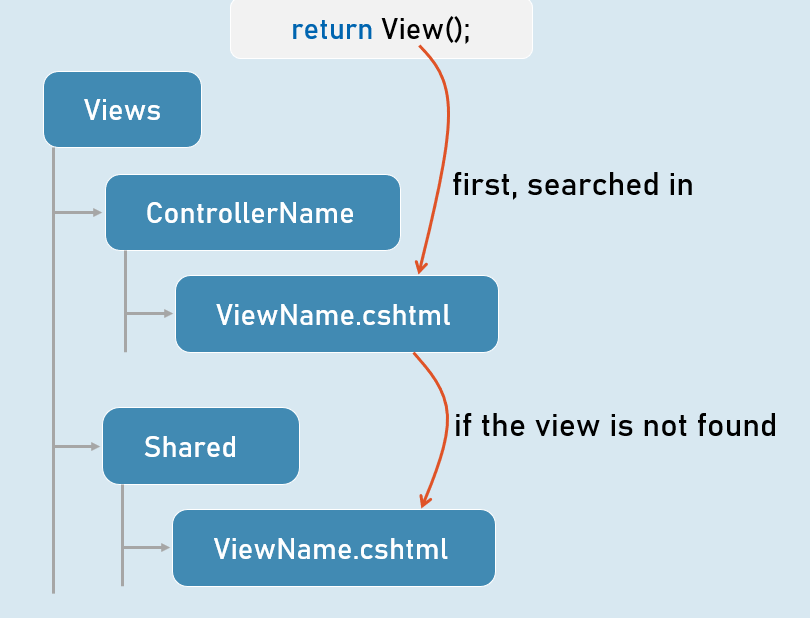 return View();
Views
ControllerName
first, searched in
ViewName.cshtml
Shared
if the view is not found
ViewName.cshtml